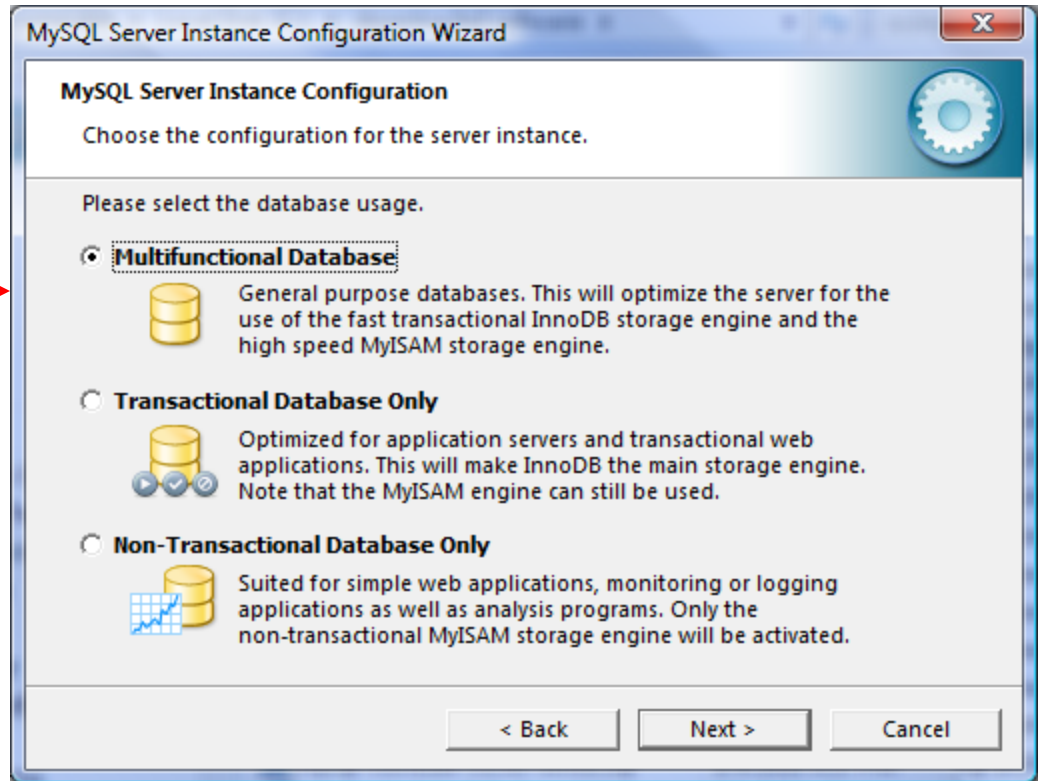 MySQL Server Instance Configuration Wizard
MySQL Server Instance Configuration
Choose the configuration for the server instance.
Please select the database usage.
Multifunctional Database
General purpose databases. This will optimize the server for the
use of the fast transactional InnoDB storage engine and the
high speed MyISAM storage engine.
Transactional Database Only
Optimized for application servers and transactional web
applications. This will make InnoDB the main storage engine.
Note that the MyISAM engine can still be used.
Non-Transactional Database Only
Suited for simple web applications, monitoring or logging
applications as well as analysis programs. Only the
non-transactional MyISAM storage engine will be activated.
< Back Next > Cancel